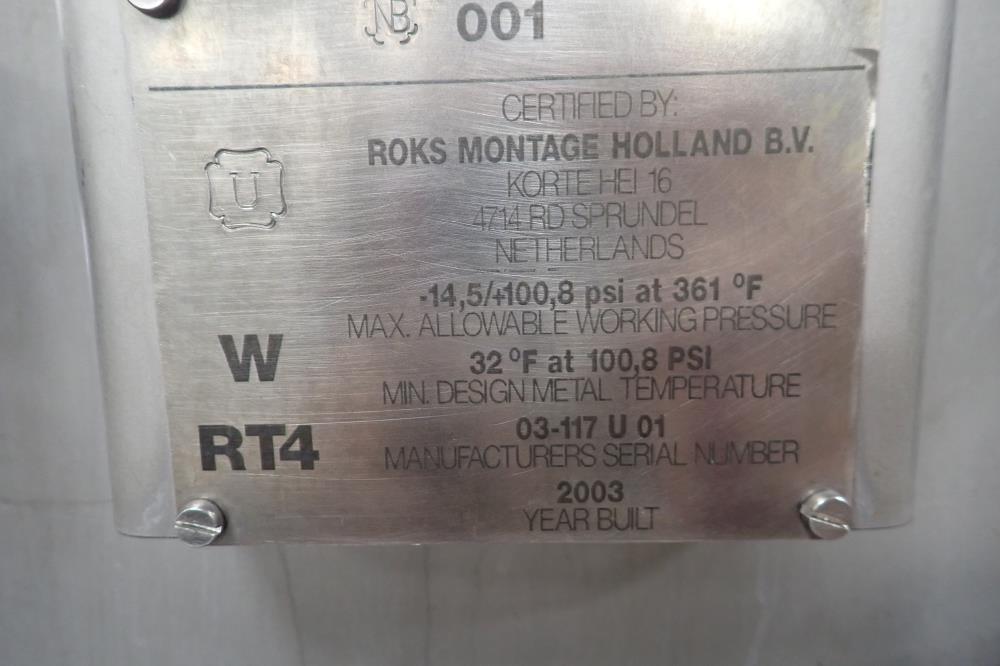 NB 001
CERTIFIED BY:
ROKS MONTAGE HOLLAND B.V.
U
KORTE HEI 16
4714 RD SPRUNDEL
NETHERLANDS
-14,5/+100,8 psi at 361 °F
MAX. ALLOWABLE WORKING PRESSURE
W
32 °F at 100,8 PSI
MIN. DESIGN METAL TEMPERATURE
RT4
03-117 U 01
MANUFACTURERS SERIAL NUMBER
2003
YEAR BUILT